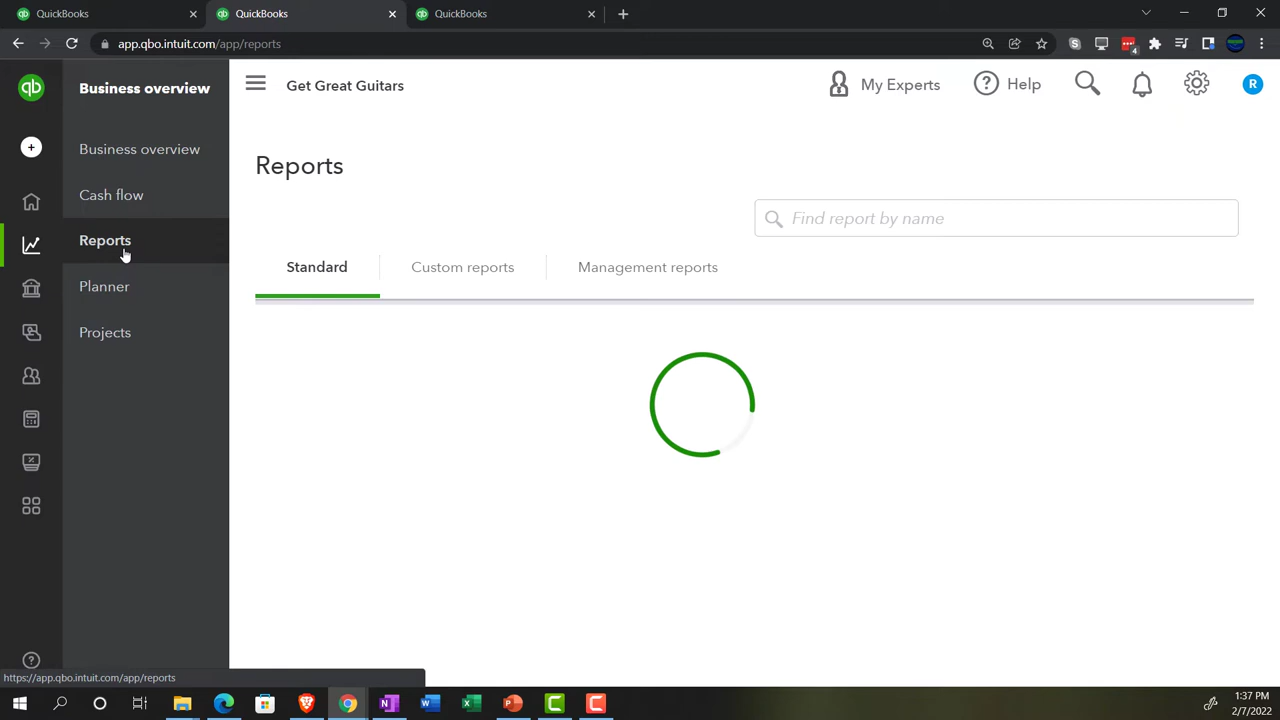 QuickBooks
QuickBooks
QuickBooks
app.qbo.intuit.com/app/reports
4
qb
Business overview
Get Great Guitars
My Experts
Help
R
Business overview
Cash flow
Reports
Planner
Projects
Reports
Find report by name
Standard
Custom reports
Management reports
https://app.qbo.intuit.com/app/reports
1:37 PM
2/7/2022